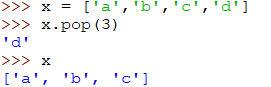 >>> x = ['a','b','c','d']
>>> x.pop(3)
'd'
>>> x
['a', 'b', 'c']